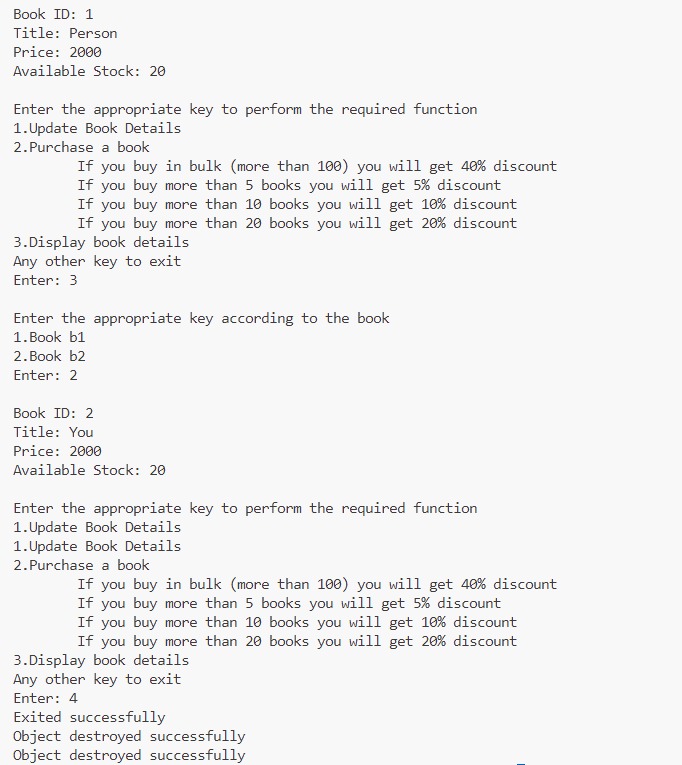 Book ID: 1
Title: Person
Price: 2000
Available Stock: 20
Enter the appropriate key to perform the required function
1.Update Book Details
2.Purchase a book
If you buy in bulk (more than 100) you will get 40% discount
If you buy more than 5 books you will get 5% discount
If you buy more than 10 books you will get 10% discount
If you buy more than 20 books you will get 20% discount
3.Display book details
Any other key to exit
Enter: 3
Enter the appropriate key according to the book
1.Book b1
2.Book b2
Enter: 2
Book ID: 2
Title: You
Price: 2000
Available Stock: 20
Enter the appropriate key to perform the required function
1.Update Book Details
1.Update Book Details
2.Purchase a book
If you buy in bulk (more than 100) you will get 40% discount
If you buy more than 5 books you will get 5% discount
If you buy more than 10 books you will get 10% discount
If you buy more than 20 books you will get 20% discount
3.Display book details
Any other key to exit
Enter: 4
Exited successfully
Object destroyed successfully
Object destroyed successfully